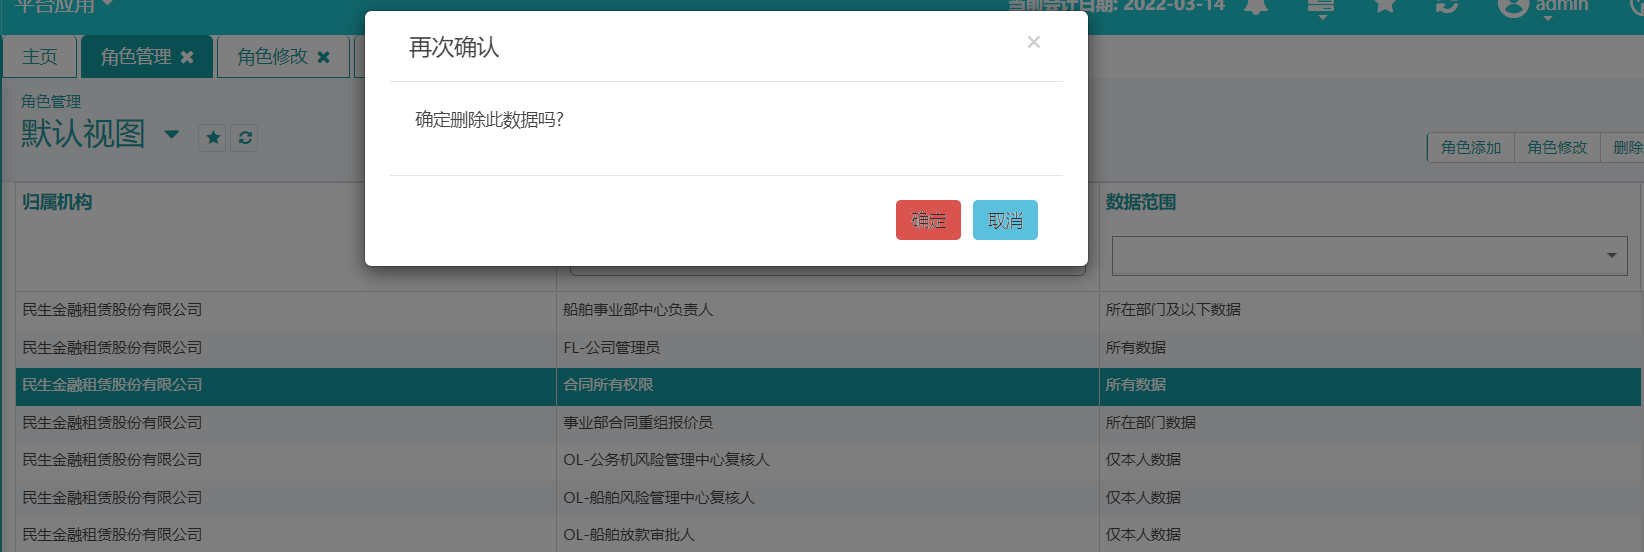 平台应用
当前会计日期: 2022-03-14
admin
主页
角色管理
角色修改
再次确认
×
确定删除此数据吗?
确定
取消
角色管理
默认视图
角色添加
角色修改
删除
归属机构
数据范围
民生金融租赁股份有限公司 船舶事业部中心负责人 所在部门及以下数据
民生金融租赁股份有限公司 FL-公司管理员 所有数据
民生金融租赁股份有限公司 合同所有权限 所有数据
民生金融租赁股份有限公司 事业部合同重组报价员 所在部门数据
民生金融租赁股份有限公司 OL-公务机风险管理中心复核人 仅本人数据
民生金融租赁股份有限公司 OL-船舶风险管理中心复核人 仅本人数据
民生金融租赁股份有限公司 OL-船舶放款审批人 仅本人数据